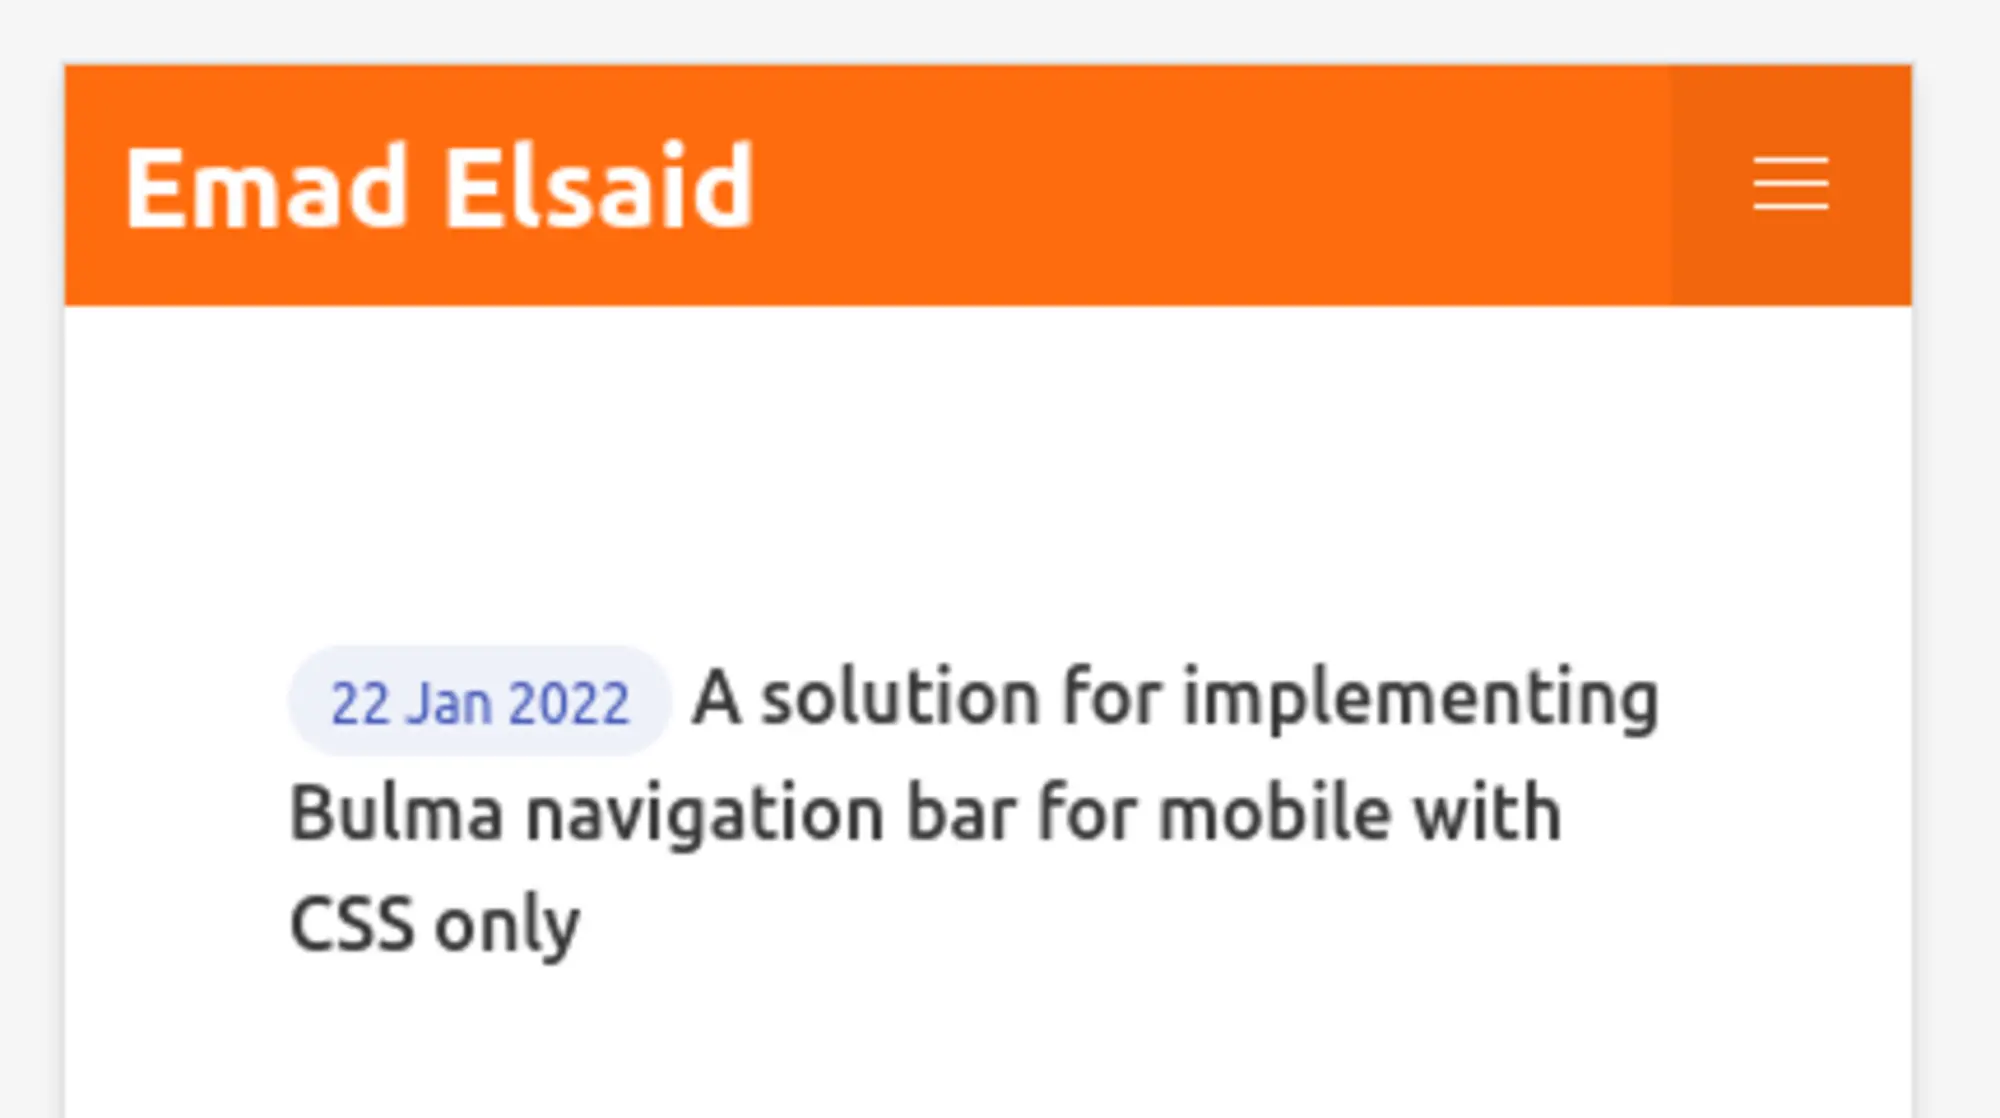 Emad Elsaid
22 Jan 2022 A solution for implementing
Bulma navigation bar for mobile with
CSS only